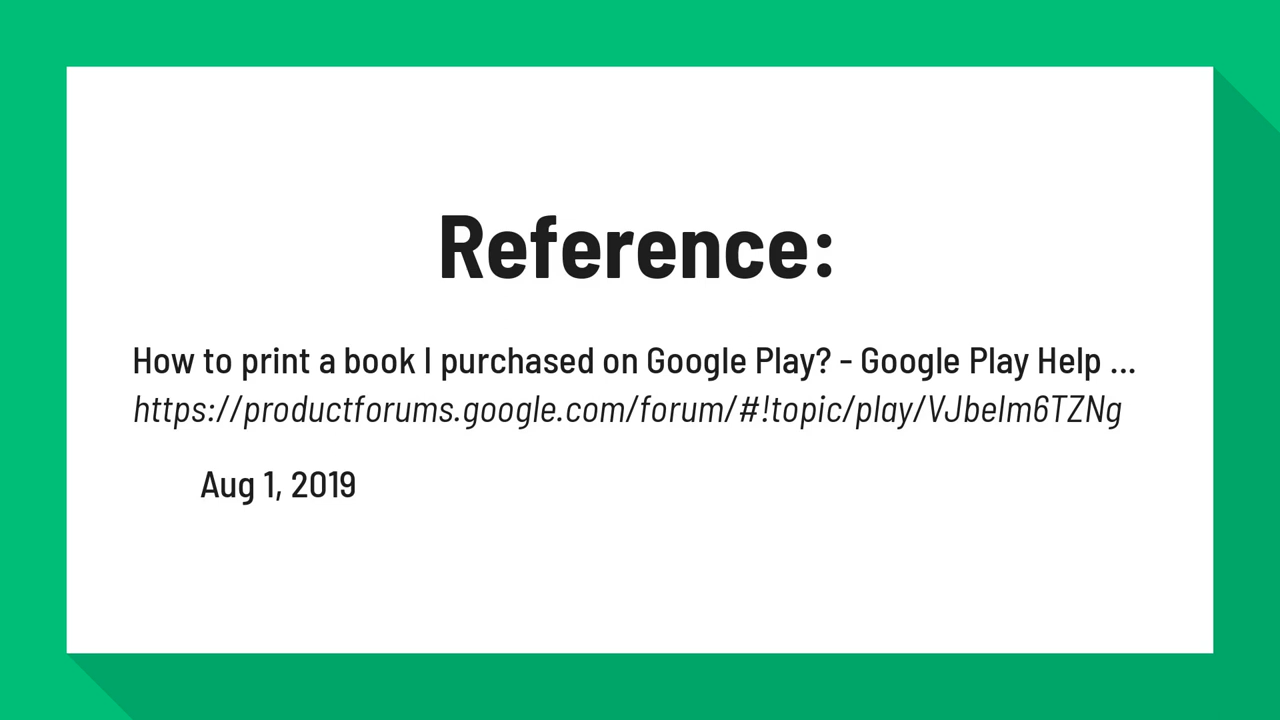 Reference:
How to print a book I purchased on Google Play? - Google Play Help ...
https://productforums.google.com/forum/#!topic/play/VJbelm6TZNg
Aug 1, 2019